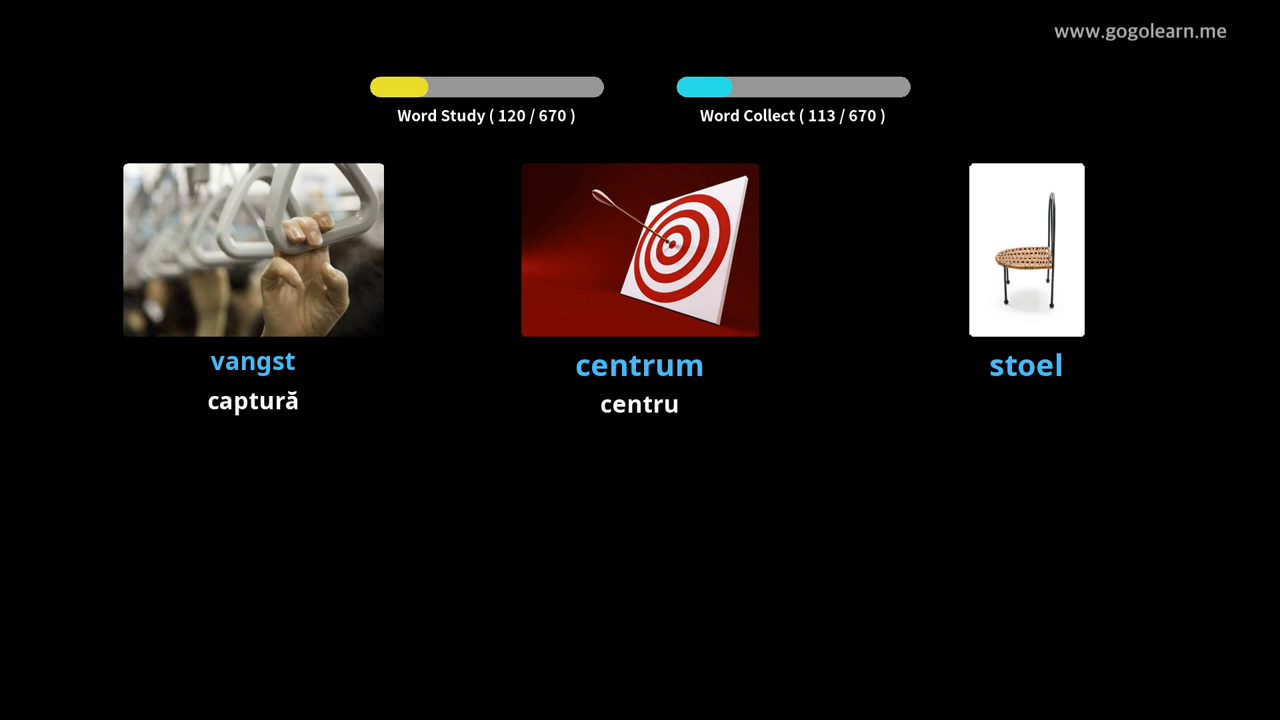 www.gogolearn.me
Word Study ( 120 / 670 )
Word Collect ( 113 / 670 )
vangst
captură
centrum
centru
stoel